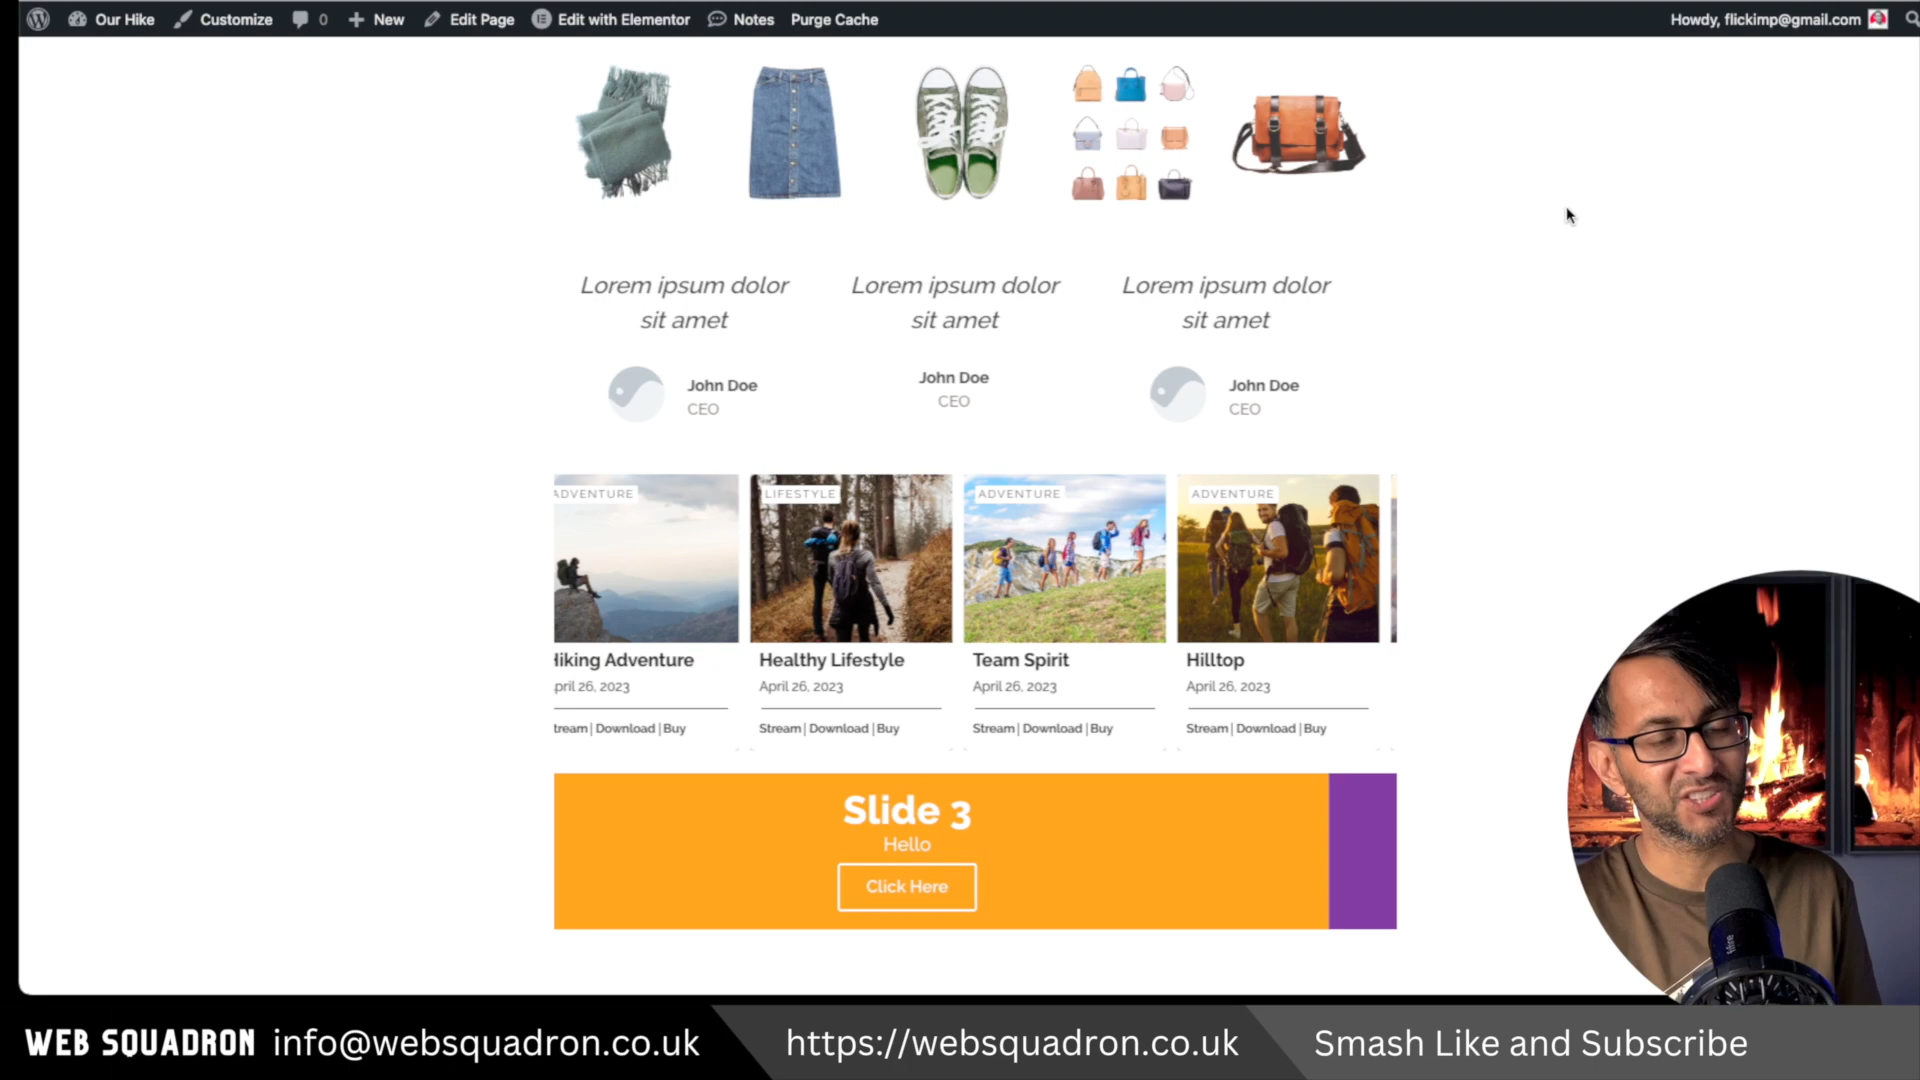 Our Hike Customize 0 New Edit Page Edit with Elementor Notes Purge Cache Howdy, flickimp@gmail.com
Lorem ipsum dolor
sit amet
John Doe
CEO
Lorem ipsum dolor
sit amet
John Doe
CEO
Lorem ipsum dolor
sit amet
John Doe
CEO
ADVENTURE
Hiking Adventure
pril 26, 2023
tream | Download | Buy
LIFESTYLE
Healthy Lifestyle
April 26, 2023
Stream | Download | Buy
ADVENTURE
Team Spirit
April 26, 2023
Stream | Download | Buy
ADVENTURE
Hilltop
April 26, 2023
Stream | Download | Buy
Slide 3
Hello
Click Here
WEB SQUADRON info@websquadron.co.uk https://websquadron.co.uk Smash Like and Subscribe